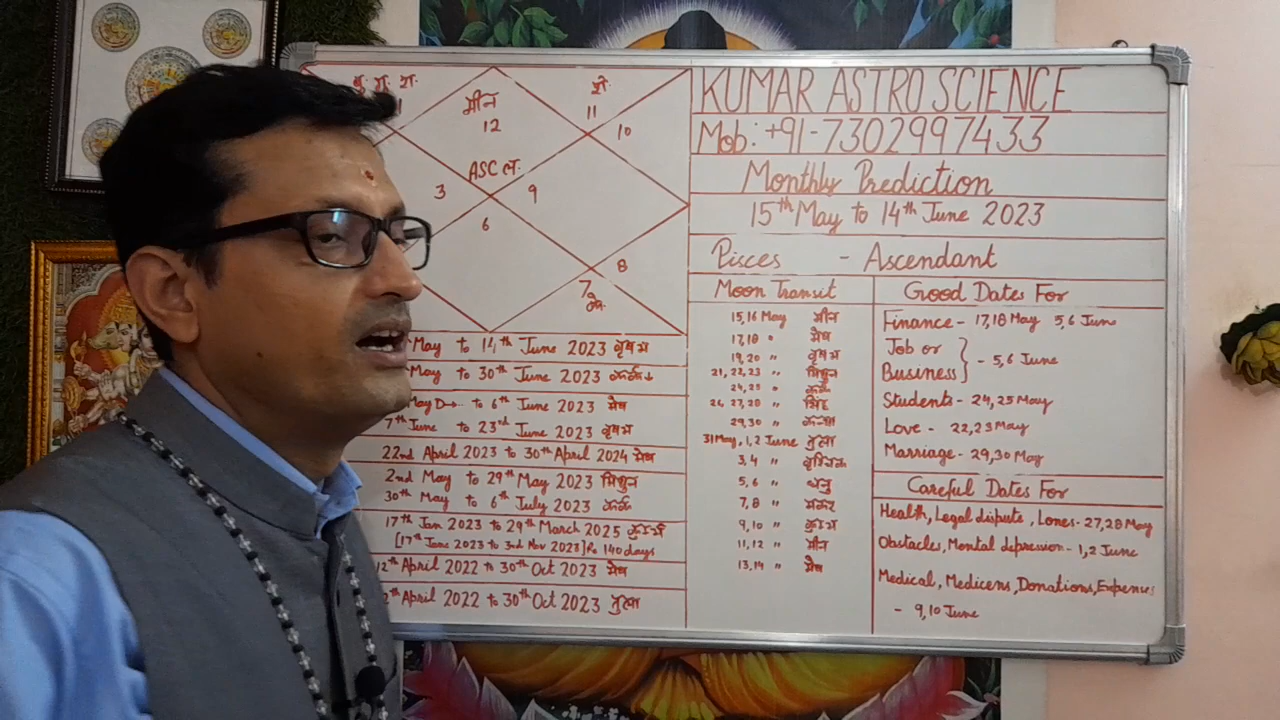 बु. गु. रा.
मीन
12
श.
11
10
ASC ल.
3
9
6
8
7
के.
May to 14th June 2023 वृषभ
May to 30th June 2023 कर्क
May D→.. to 6th June 2023 मेष
7th June to 23rd June 2023 वृषभ
22nd April 2023 to 30th April 2024 मेष
2nd May to 29th May 2023 मिथुन
30th May to 6th July 2023 कर्क
17th Jan 2023 to 29th March 2025 कुम्भ
[17th June 2023 to 3rd Nov 2023] R 140 days
12th April 2022 to 30th Oct 2023 मेष
th April 2022 to 30th Oct 2023 तुला
KUMAR ASTRO SCIENCE
Mob: +91-7302997433
Monthly Prediction
15th May to 14th June 2023
Pisces - Ascendant
Moon Transit
15,16 May मीन
17,18 " मेष
19,20 " वृषभ
21,22,23 " मिथुन
24,25 " कर्क
26,27,28 " सिंह
29,30 " कन्या
31 May, 1,2 June तुला
3,4 " वृश्चिक
5,6 " धनु
7,8 " मकर
9,10 " कुम्भ
11,12 " मीन
13,14 " मेष
Good Dates For
Finance - 17,18 May 5,6 June
Job or
Business } - 5,6 June
Students - 24,25 May
Love - 22,23 May
Marriage - 29,30 May
Careful Dates For
Health, Legal disputs, Lones - 27,28 May
Obstacles, Mental depression - 1,2 June
Medical, Medicens, Donations, Expenses
- 9,10 June